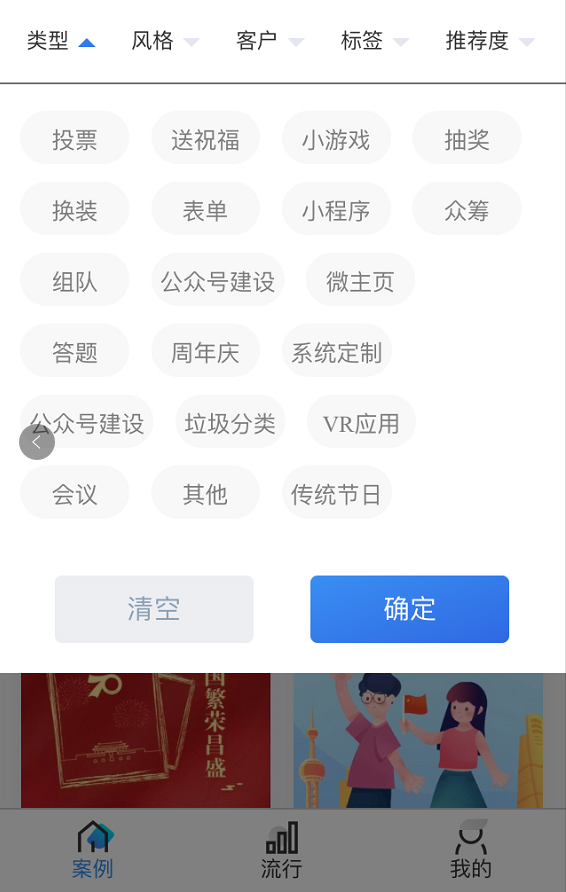 类型 风格 客户 标签 推荐度
投票 送祝福 小游戏 抽奖
换装 表单 小程序 众筹
组队 公众号建设 微主页
答题 周年庆 系统定制
公众号建设 垃圾分类 VR应用
会议 其他 传统节日
清空 确定
70
国繁荣昌盛
案例 流行 我的